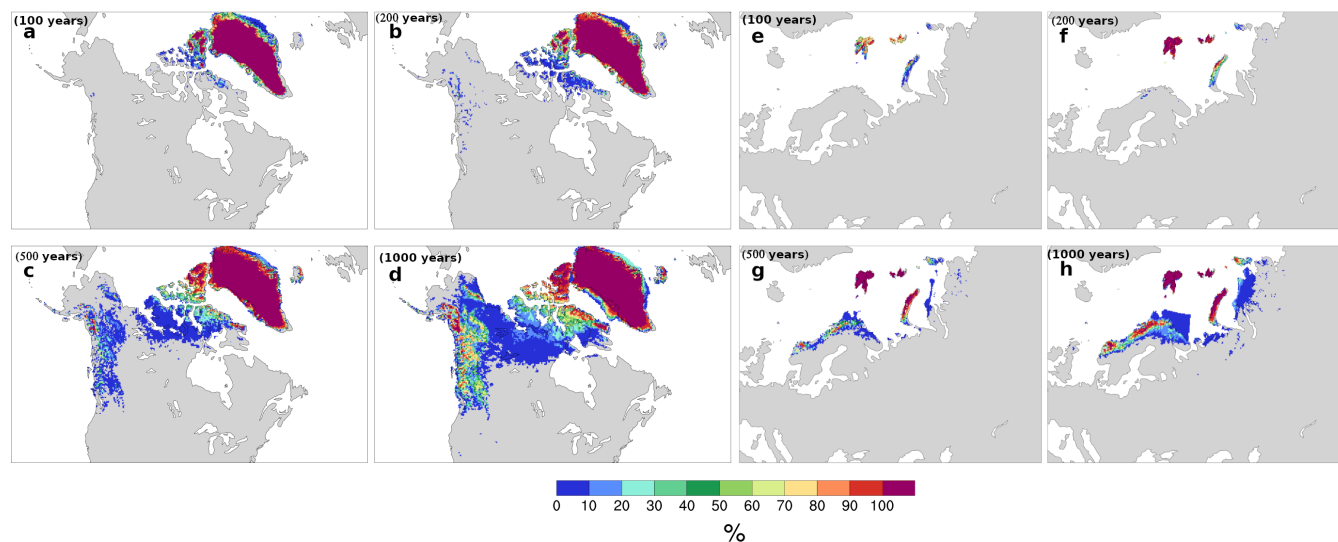 (100 years)
a
(200 years)
b
(100 years)
e
(200 years)
f
(500 years)
c
(1000 years)
d
(500 years)
g
(1000 years)
h
0 10 20 30 40 50 60 70 80 90 100
%